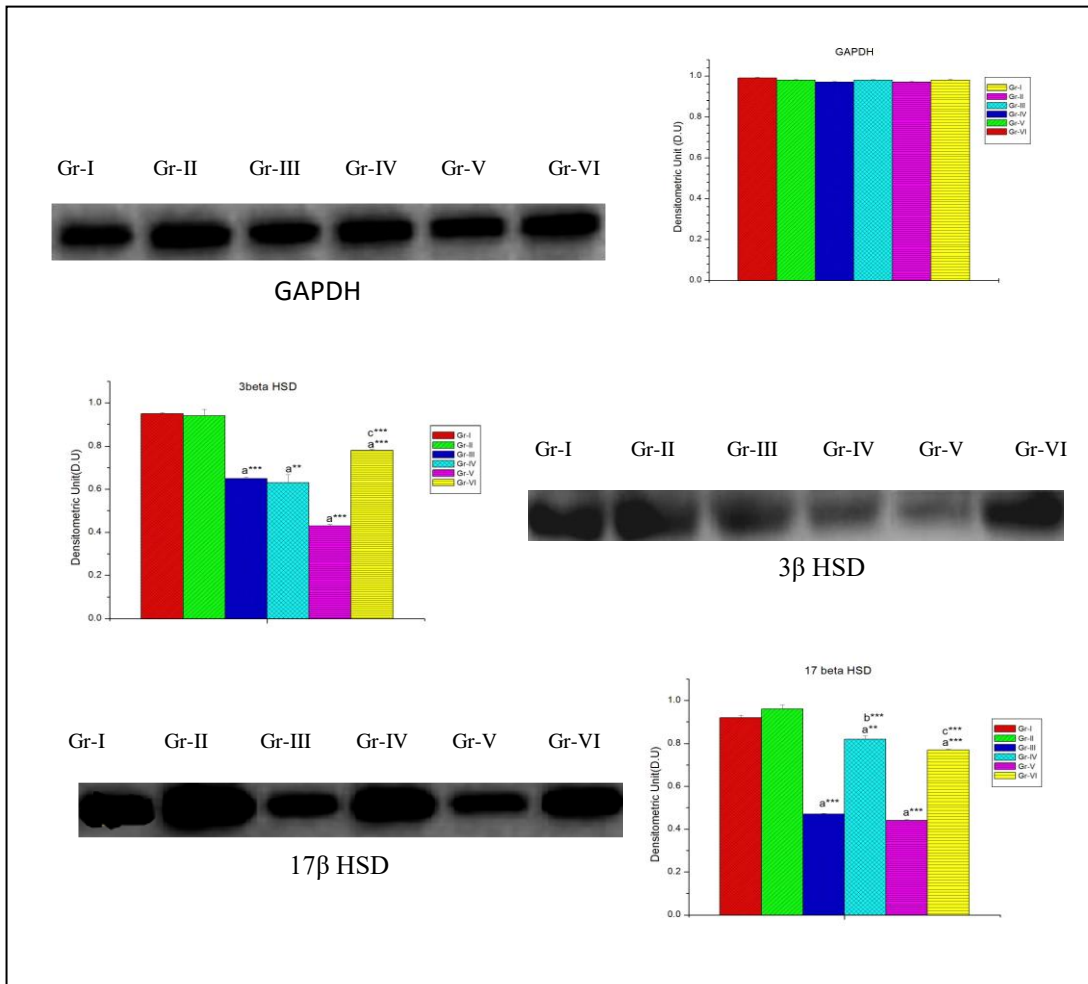 GAPDH
1.0
0.8
0.6
0.4
0.2
0.0
Densitometric Unit (D.U)
Gr-I
Gr-II
Gr-III
Gr-IV
Gr-V
Gr-VI
Gr-I Gr-II Gr-III Gr-IV Gr-V Gr-VI
GAPDH
3beta HSD
1.0
0.8
0.6
0.4
0.2
0.0
Densitometric Unit(D.U)
a***
a**
a***
c***
a***
Gr-I
Gr-II
Gr-III
Gr-IV
Gr-V
Gr-VI
Gr-I Gr-II Gr-III Gr-IV Gr-V Gr-VI
3β HSD
Gr-I Gr-II Gr-III Gr-IV Gr-V Gr-VI
17β HSD
17 beta HSD
1.0
0.8
0.6
0.4
0.2
0.0
Densitometric Unit(D.U)
a***
b***
a**
a***
c***
a***
Gr-I
Gr-II
Gr-III
Gr-IV
Gr-V
Gr-VI